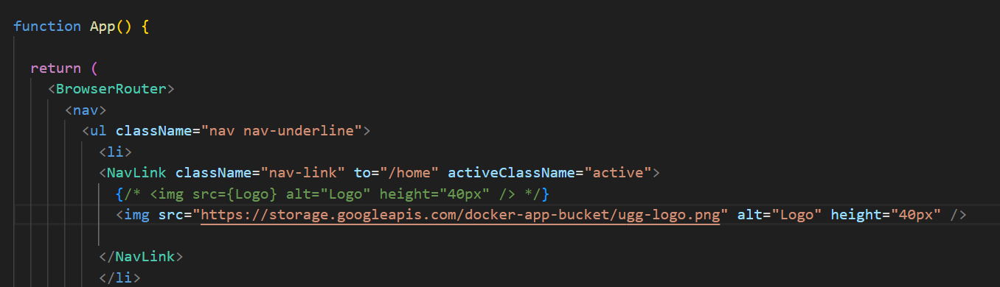 function App() {
return (
<BrowserRouter>
<nav>
<ul className="nav nav-underline">
<li>
<NavLink className="nav-link" to="/home" activeClassName="active">
{/* <img src={Logo} alt="Logo" height="40px" /> */}
<img src="https://storage.googleapis.com/docker-app-bucket/ugg-logo.png" alt="Logo" height="40px" />
</NavLink>
</li>